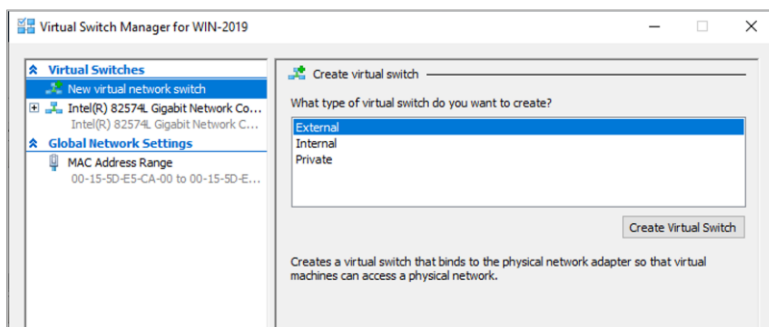 Virtual Switch Manager for WIN-2019
Virtual Switches
New virtual network switch
Intel(R) 82574L Gigabit Network Co...
Intel(R) 82574L Gigabit Network C...
Global Network Settings
MAC Address Range
00-15-5D-E5-CA-00 to 00-15-5D-E...
Create virtual switch
What type of virtual switch do you want to create?
External
Internal
Private
Create Virtual Switch
Creates a virtual switch that binds to the physical network adapter so that virtual
machines can access a physical network.